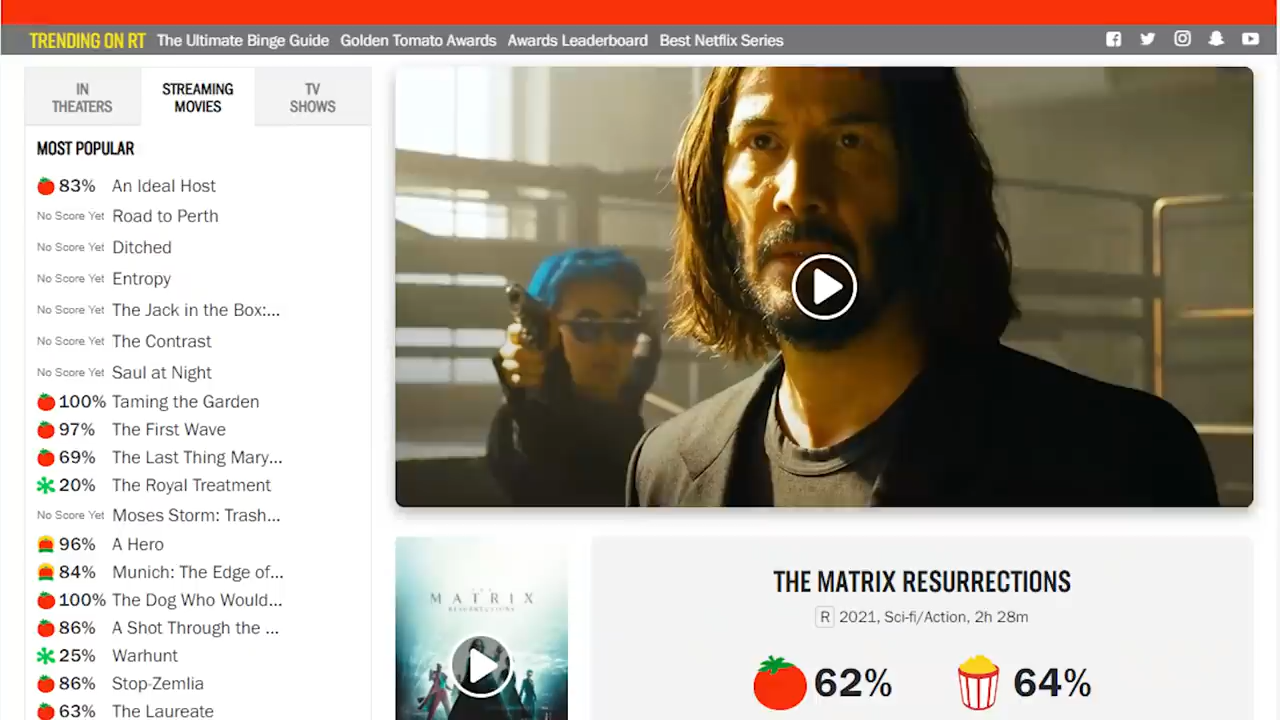 TRENDING ON RT The Ultimate Binge Guide Golden Tomato Awards Awards Leaderboard Best Netflix Series
IN THEATERS
STREAMING MOVIES
TV SHOWS
MOST POPULAR
83% An Ideal Host
No Score Yet Road to Perth
No Score Yet Ditched
No Score Yet Entropy
No Score Yet The Jack in the Box:...
No Score Yet The Contrast
No Score Yet Saul at Night
100% Taming the Garden
97% The First Wave
69% The Last Thing Mary...
20% The Royal Treatment
No Score Yet Moses Storm: Trash...
96% A Hero
84% Munich: The Edge of...
100% The Dog Who Would...
86% A Shot Through the ...
25% Warhunt
86% Stop-Zemlia
63% The Laureate
MATRIX
RESURRECTIONS
THE MATRIX RESURRECTIONS
R 2021, Sci-fi/Action, 2h 28m
62% 64%